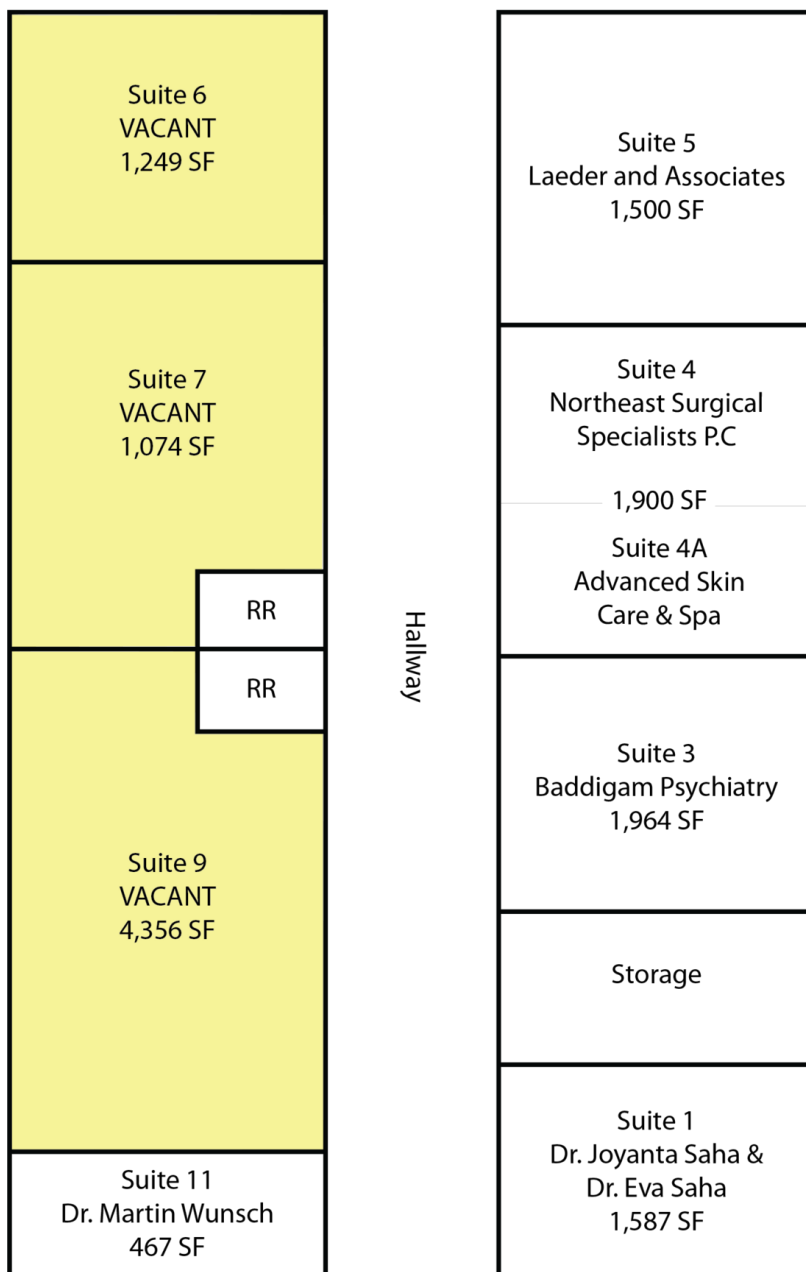 Suite 6
VACANT
1,249 SF
Suite 7
VACANT
1,074 SF
RR
RR
Suite 9
VACANT
4,356 SF
Suite 11
Dr. Martin Wunsch
467 SF
Hallway
Suite 5
Laeder and Associates
1,500 SF
Suite 4
Northeast Surgical
Specialists P.C
1,900 SF
Suite 4A
Advanced Skin
Care & Spa
Suite 3
Baddigam Psychiatry
1,964 SF
Storage
Suite 1
Dr. Joyanta Saha &
Dr. Eva Saha
1,587 SF